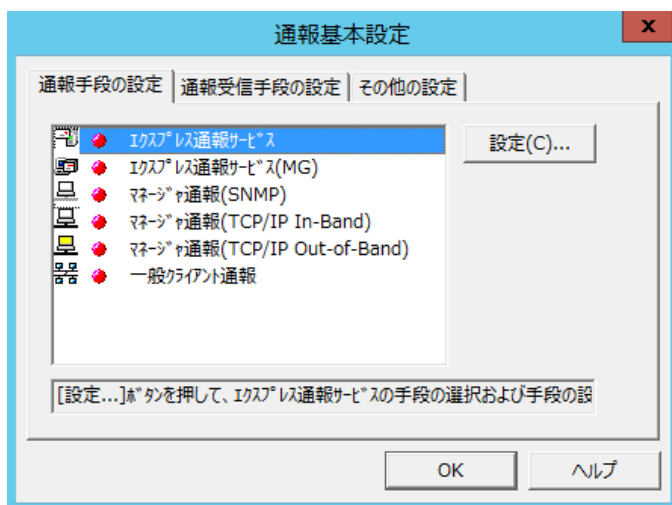 通報基本設定
x
通報手段の設定 通報受信手段の設定 その他の設定
ｴｸｽﾌﾟﾚｽ通報ｻｰﾋﾞｽ
設定(C)...
ｴｸｽﾌﾟﾚｽ通報ｻｰﾋﾞｽ(MG)
ﾏﾈｰｼﾞｬ通報(SNMP)
ﾏﾈｰｼﾞｬ通報(TCP/IP In-Band)
ﾏﾈｰｼﾞｬ通報(TCP/IP Out-of-Band)
一般ｸﾗｲｱﾝﾄ通報
[設定...]ﾎﾞﾀﾝを押して、ｴｸｽﾌﾟﾚｽ通報ｻｰﾋﾞｽの手段の選択および手段の設
OK ヘルプ